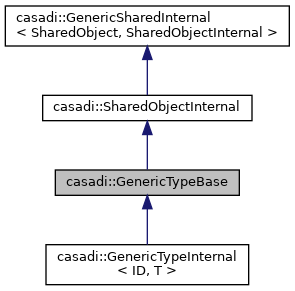 casadi::GenericSharedInternal
< SharedObject, SharedObjectInternal >
casadi::SharedObjectInternal
casadi::GenericTypeBase
casadi::GenericTypeInternal
< ID, T >